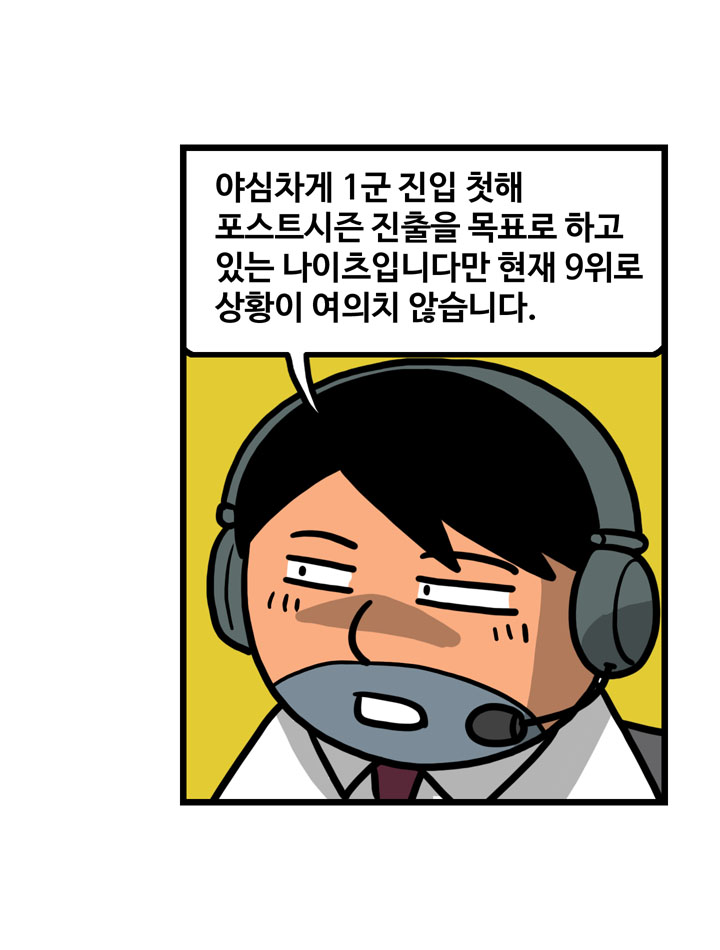 야심차게 1군 진입 첫해
포스트시즌 진출을 목표로 하고
있는 나이츠입니다만 현재 9위로
상황이 여의치 않습니다.